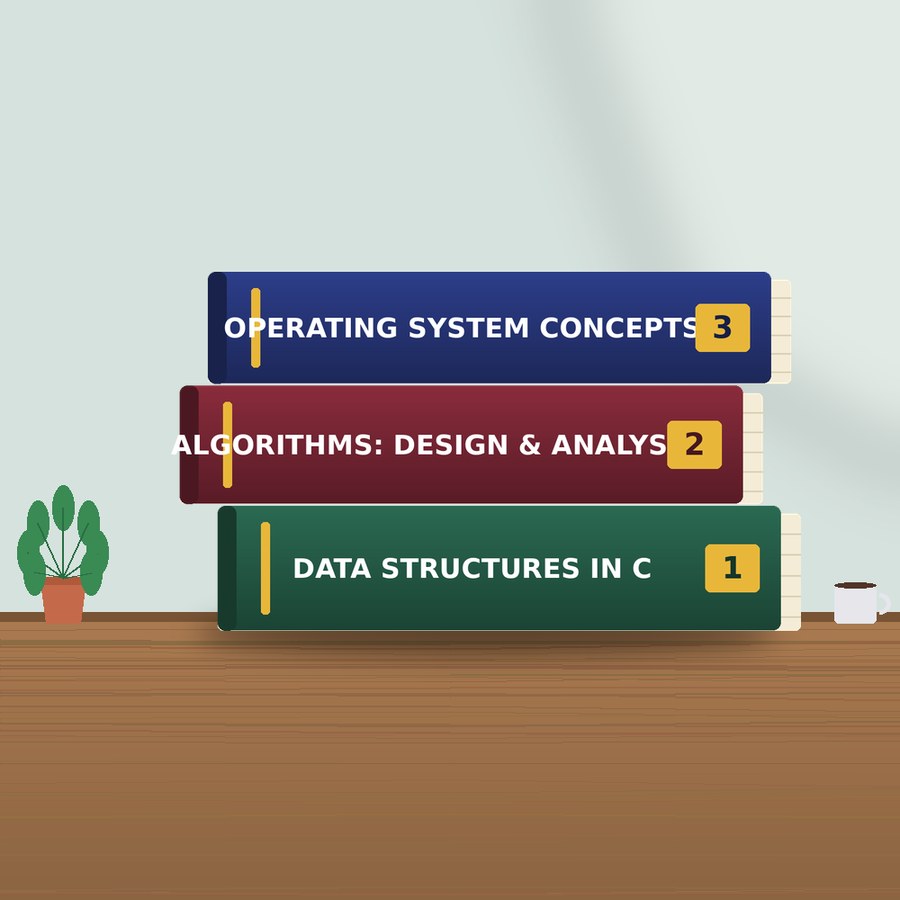 OPERATING SYSTEM CONCEPTS 3
ALGORITHMS: DESIGN & ANALYS 2
DATA STRUCTURES IN C 1